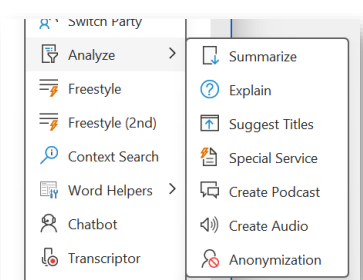 Switch Party
Analyze
Freestyle
Freestyle (2nd)
Context Search
Word Helpers
Chatbot
Transcriptor
Summarize
Explain
Suggest Titles
Special Service
Create Podcast
Create Audio
Anonymization